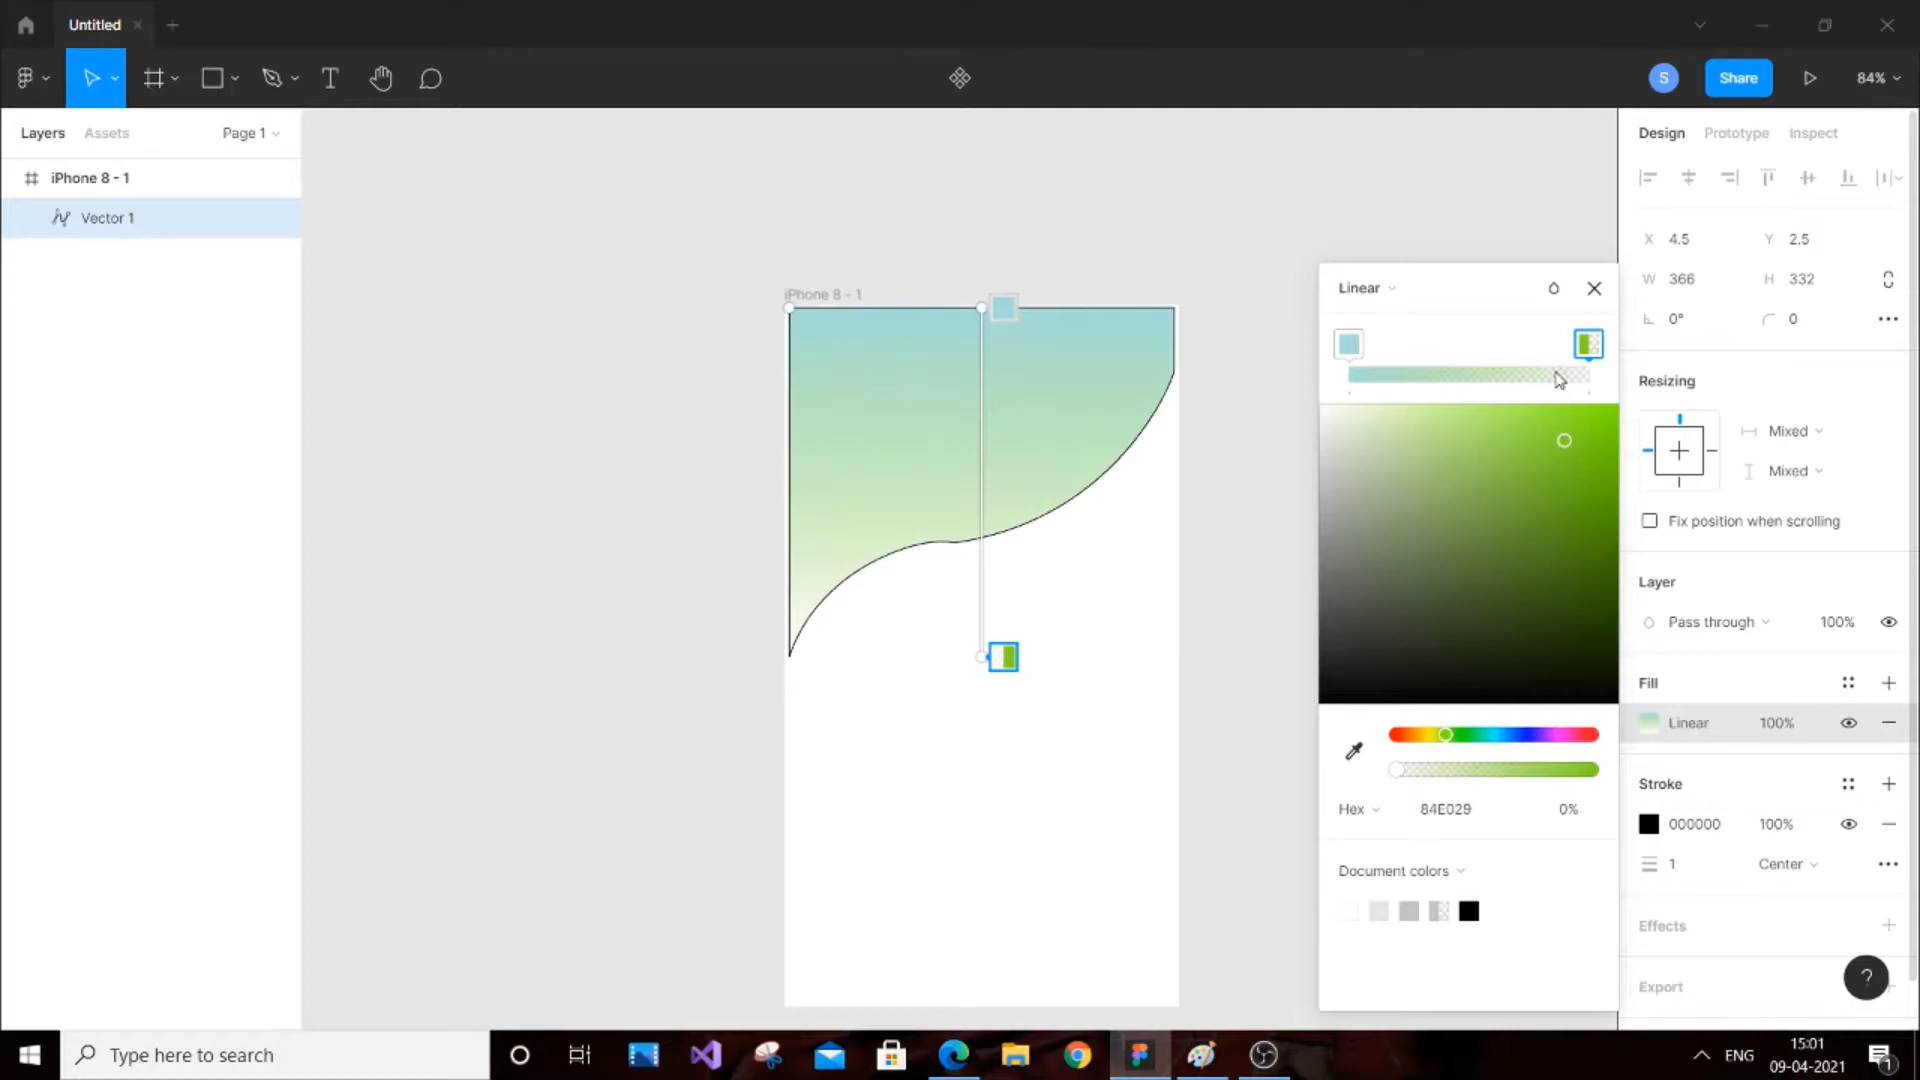 Untitled
S
Share
84%
Layers
Assets
Page 1
iPhone 8 - 1
Vector 1
iPhone 8 - 1
Linear
Hex
84E029
0%
Document colors
Design
Prototype
Inspect
X
4.5
Y
2.5
W
366
H
332
0°
0
Resizing
Mixed
Mixed
Fix position when scrolling
Layer
Pass through
100%
Fill
Linear
100%
Stroke
000000
100%
1
Center
Effects
Export
?
Type here to search
ENG
15:01
09-04-2021
1